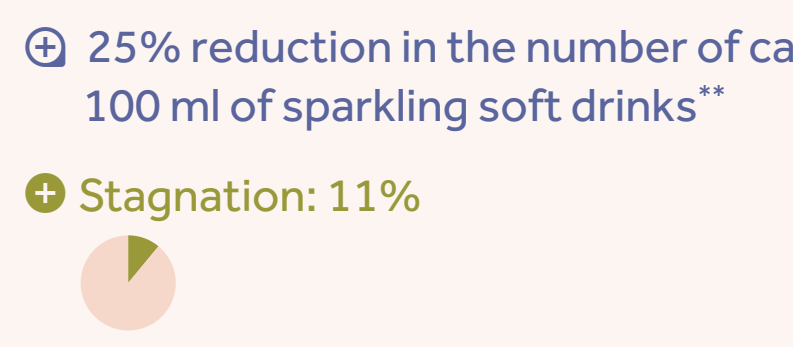 25% reduction in the number of ca
100 ml of sparkling soft drinks**
Stagnation: 11%